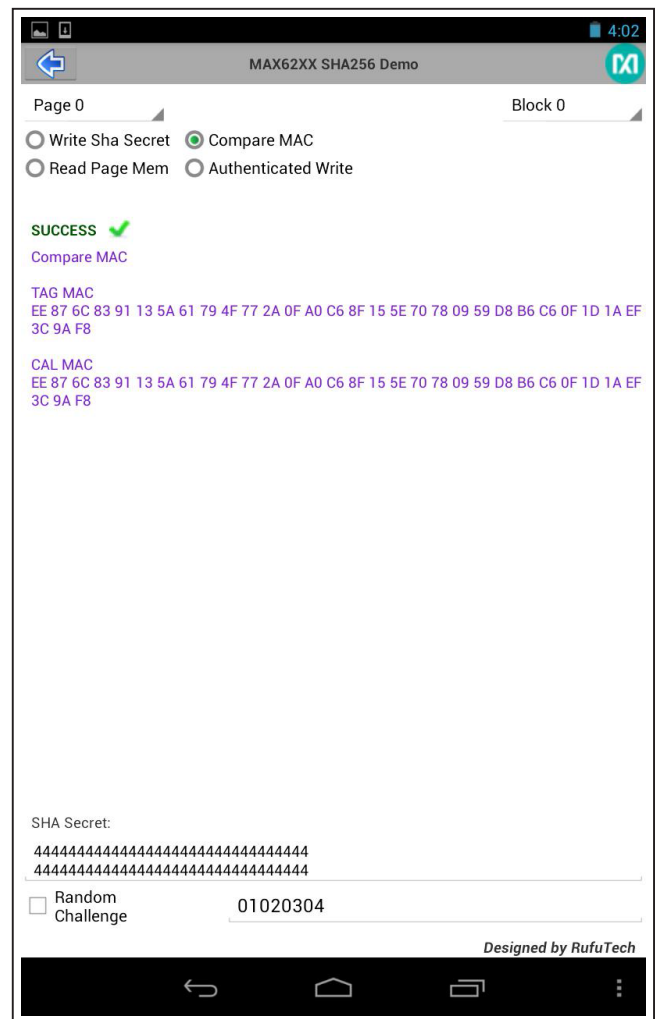 4:02
MAX62XX SHA256 Demo
Page 0
Block 0
Write Sha Secret
Compare MAC
Read Page Mem
Authenticated Write
SUCCESS
Compare MAC
TAG MAC
EE 87 6C 83 91 13 5A 61 79 4F 77 2A 0F A0 C6 8F 15 5E 70 78 09 59 D8 B6 C6 0F 1D 1A EF
3C 9A F8
CAL MAC
EE 87 6C 83 91 13 5A 61 79 4F 77 2A 0F A0 C6 8F 15 5E 70 78 09 59 D8 B6 C6 0F 1D 1A EF
3C 9A F8
SHA Secret:
44444444444444444444444444444444
44444444444444444444444444444444
Random
Challenge
01020304
Designed by RufuTech